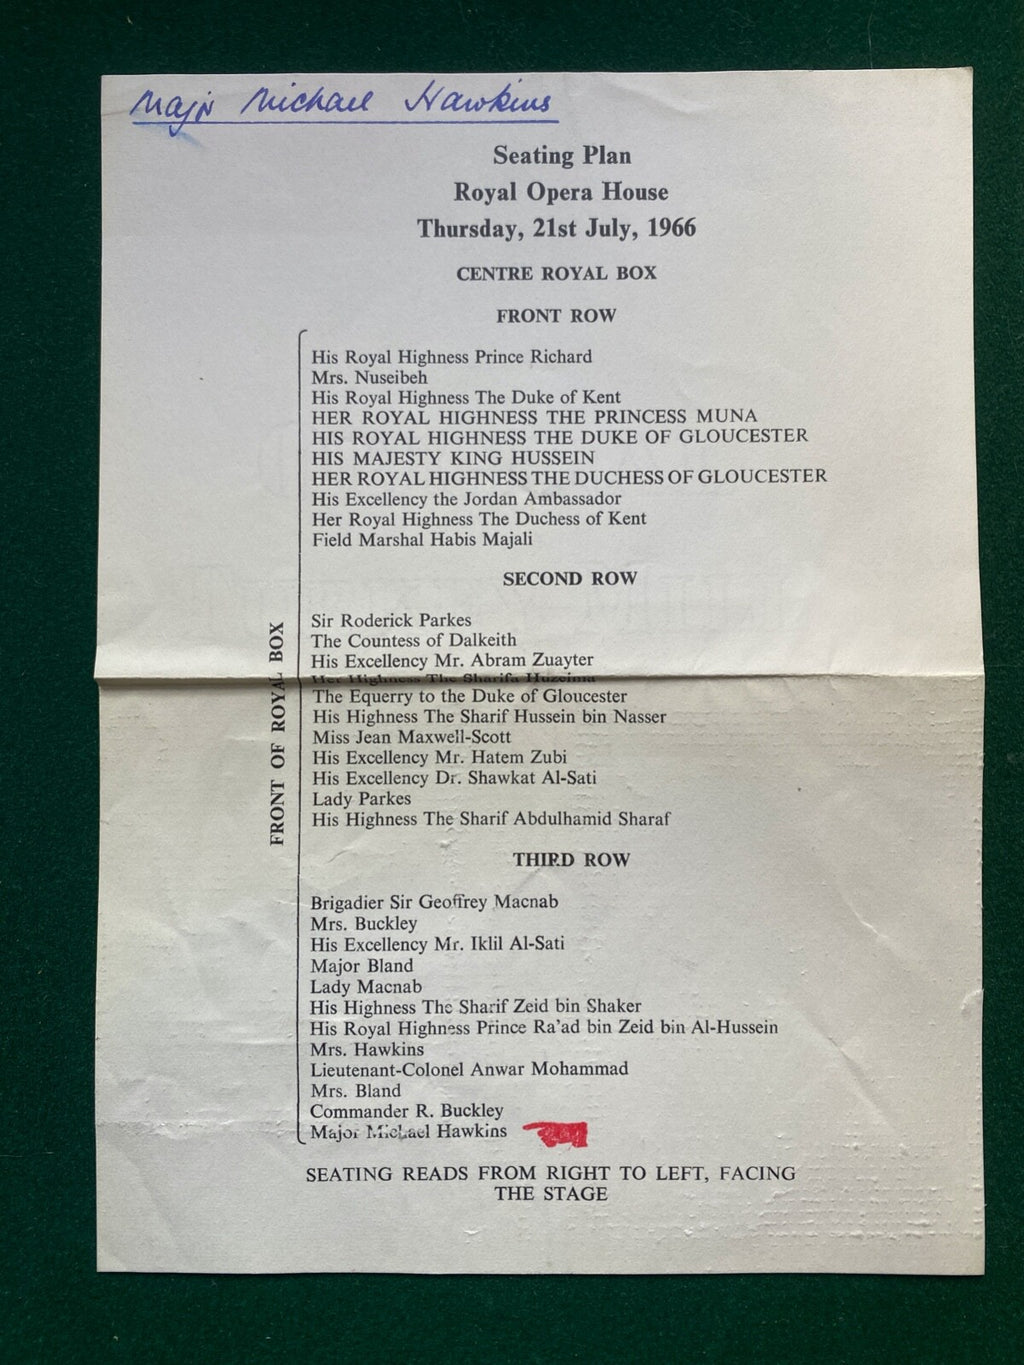 Major Michael Hawkins
Seating Plan
Royal Opera House
Thursday, 21st July, 1966
CENTRE ROYAL BOX
FRONT ROW
His Royal Highness Prince Richard
Mrs. Nuseibeh
His Royal Highness The Duke of Kent
HER ROYAL HIGHNESS THE PRINCESS MUNA
HIS ROYAL HIGHNESS THE DUKE OF GLOUCESTER
HIS MAJESTY KING HUSSEIN
HER ROYAL HIGHNESS THE DUCHESS OF GLOUCESTER
His Excellency the Jordan Ambassador
Her Royal Highness The Duchess of Kent
Field Marshal Habis Majali
SECOND ROW
Sir Roderick Parkes
The Countess of Dalkeith
His Excellency Mr. Abram Zuayter
Her Highness The Sharifa Huzeima
The Equerry to the Duke of Gloucester
His Highness The Sharif Hussein bin Nasser
Miss Jean Maxwell-Scott
His Excellency Mr. Hatem Zubi
His Excellency Dr. Shawkat Al-Sati
Lady Parkes
His Highness The Sharif Abdulhamid Sharaf
THIRD ROW
Brigadier Sir Geoffrey Macnab
Mrs. Buckley
His Excellency Mr. Iklil Al-Sati
Major Bland
Lady Macnab
His Highness The Sharif Zeid bin Shaker
His Royal Highness Prince Ra'ad bin Zeid bin Al-Hussein
Mrs. Hawkins
Lieutenant-Colonel Anwar Mohammad
Mrs. Bland
Commander R. Buckley
Major Michael Hawkins
FRONT OF ROYAL BOX
SEATING READS FROM RIGHT TO LEFT, FACING
THE STAGE